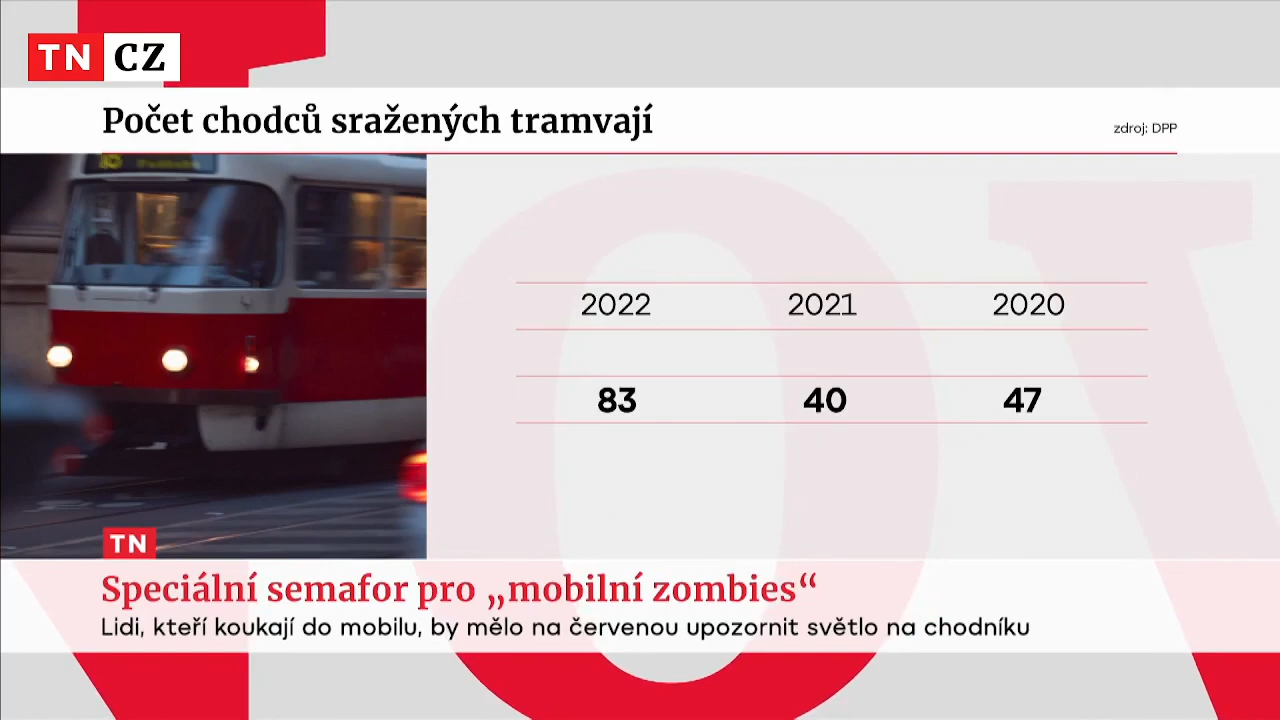 TN CZ
Počet chodců sražených tramvají
zdroj: DPP
2022 2021 2020
83 40 47
TN
Speciální semafor pro „mobilní zombies“
Lidi, kteří koukají do mobilu, by mělo na červenou upozornit světlo na chodníku